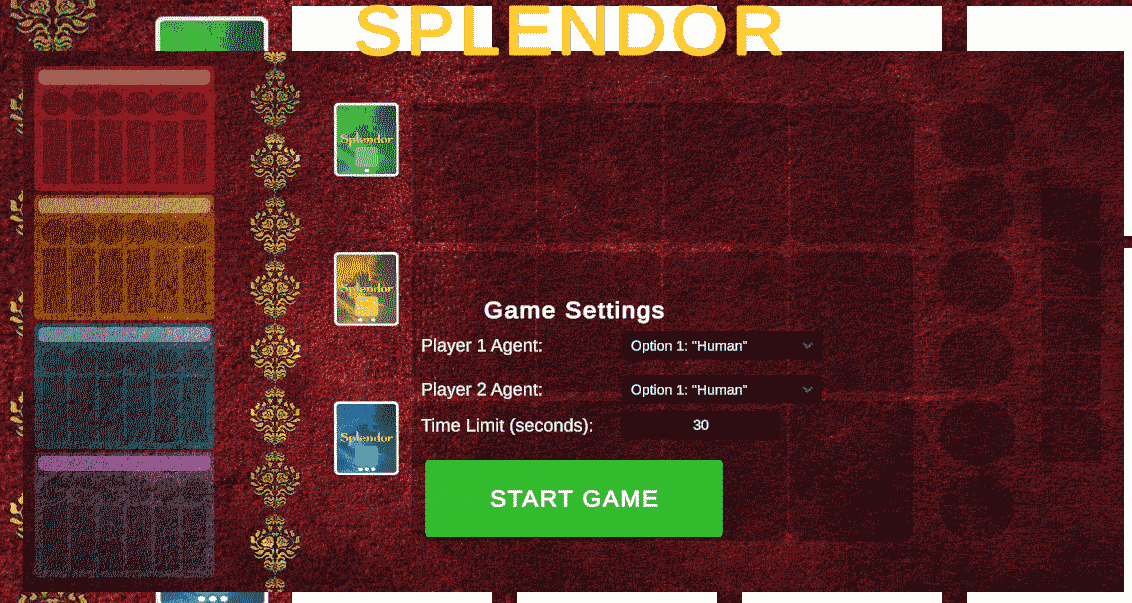 SPLENDOR
Splendor
Splendor
Game Settings
Player 1 Agent: Option 1: "Human"
Player 2 Agent: Option 1: "Human"
Time Limit (seconds): 30
Splendor
START GAME